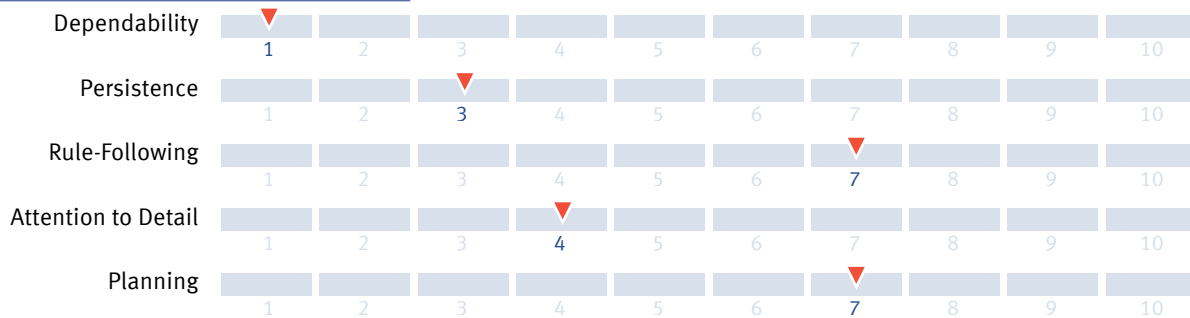 Dependability
1 2 3 4 5 6 7 8 9 10
Persistence
1 2 3 4 5 6 7 8 9 10
Rule-Following
1 2 3 4 5 6 7 8 9 10
Attention to Detail
1 2 3 4 5 6 7 8 9 10
Planning
1 2 3 4 5 6 7 8 9 10